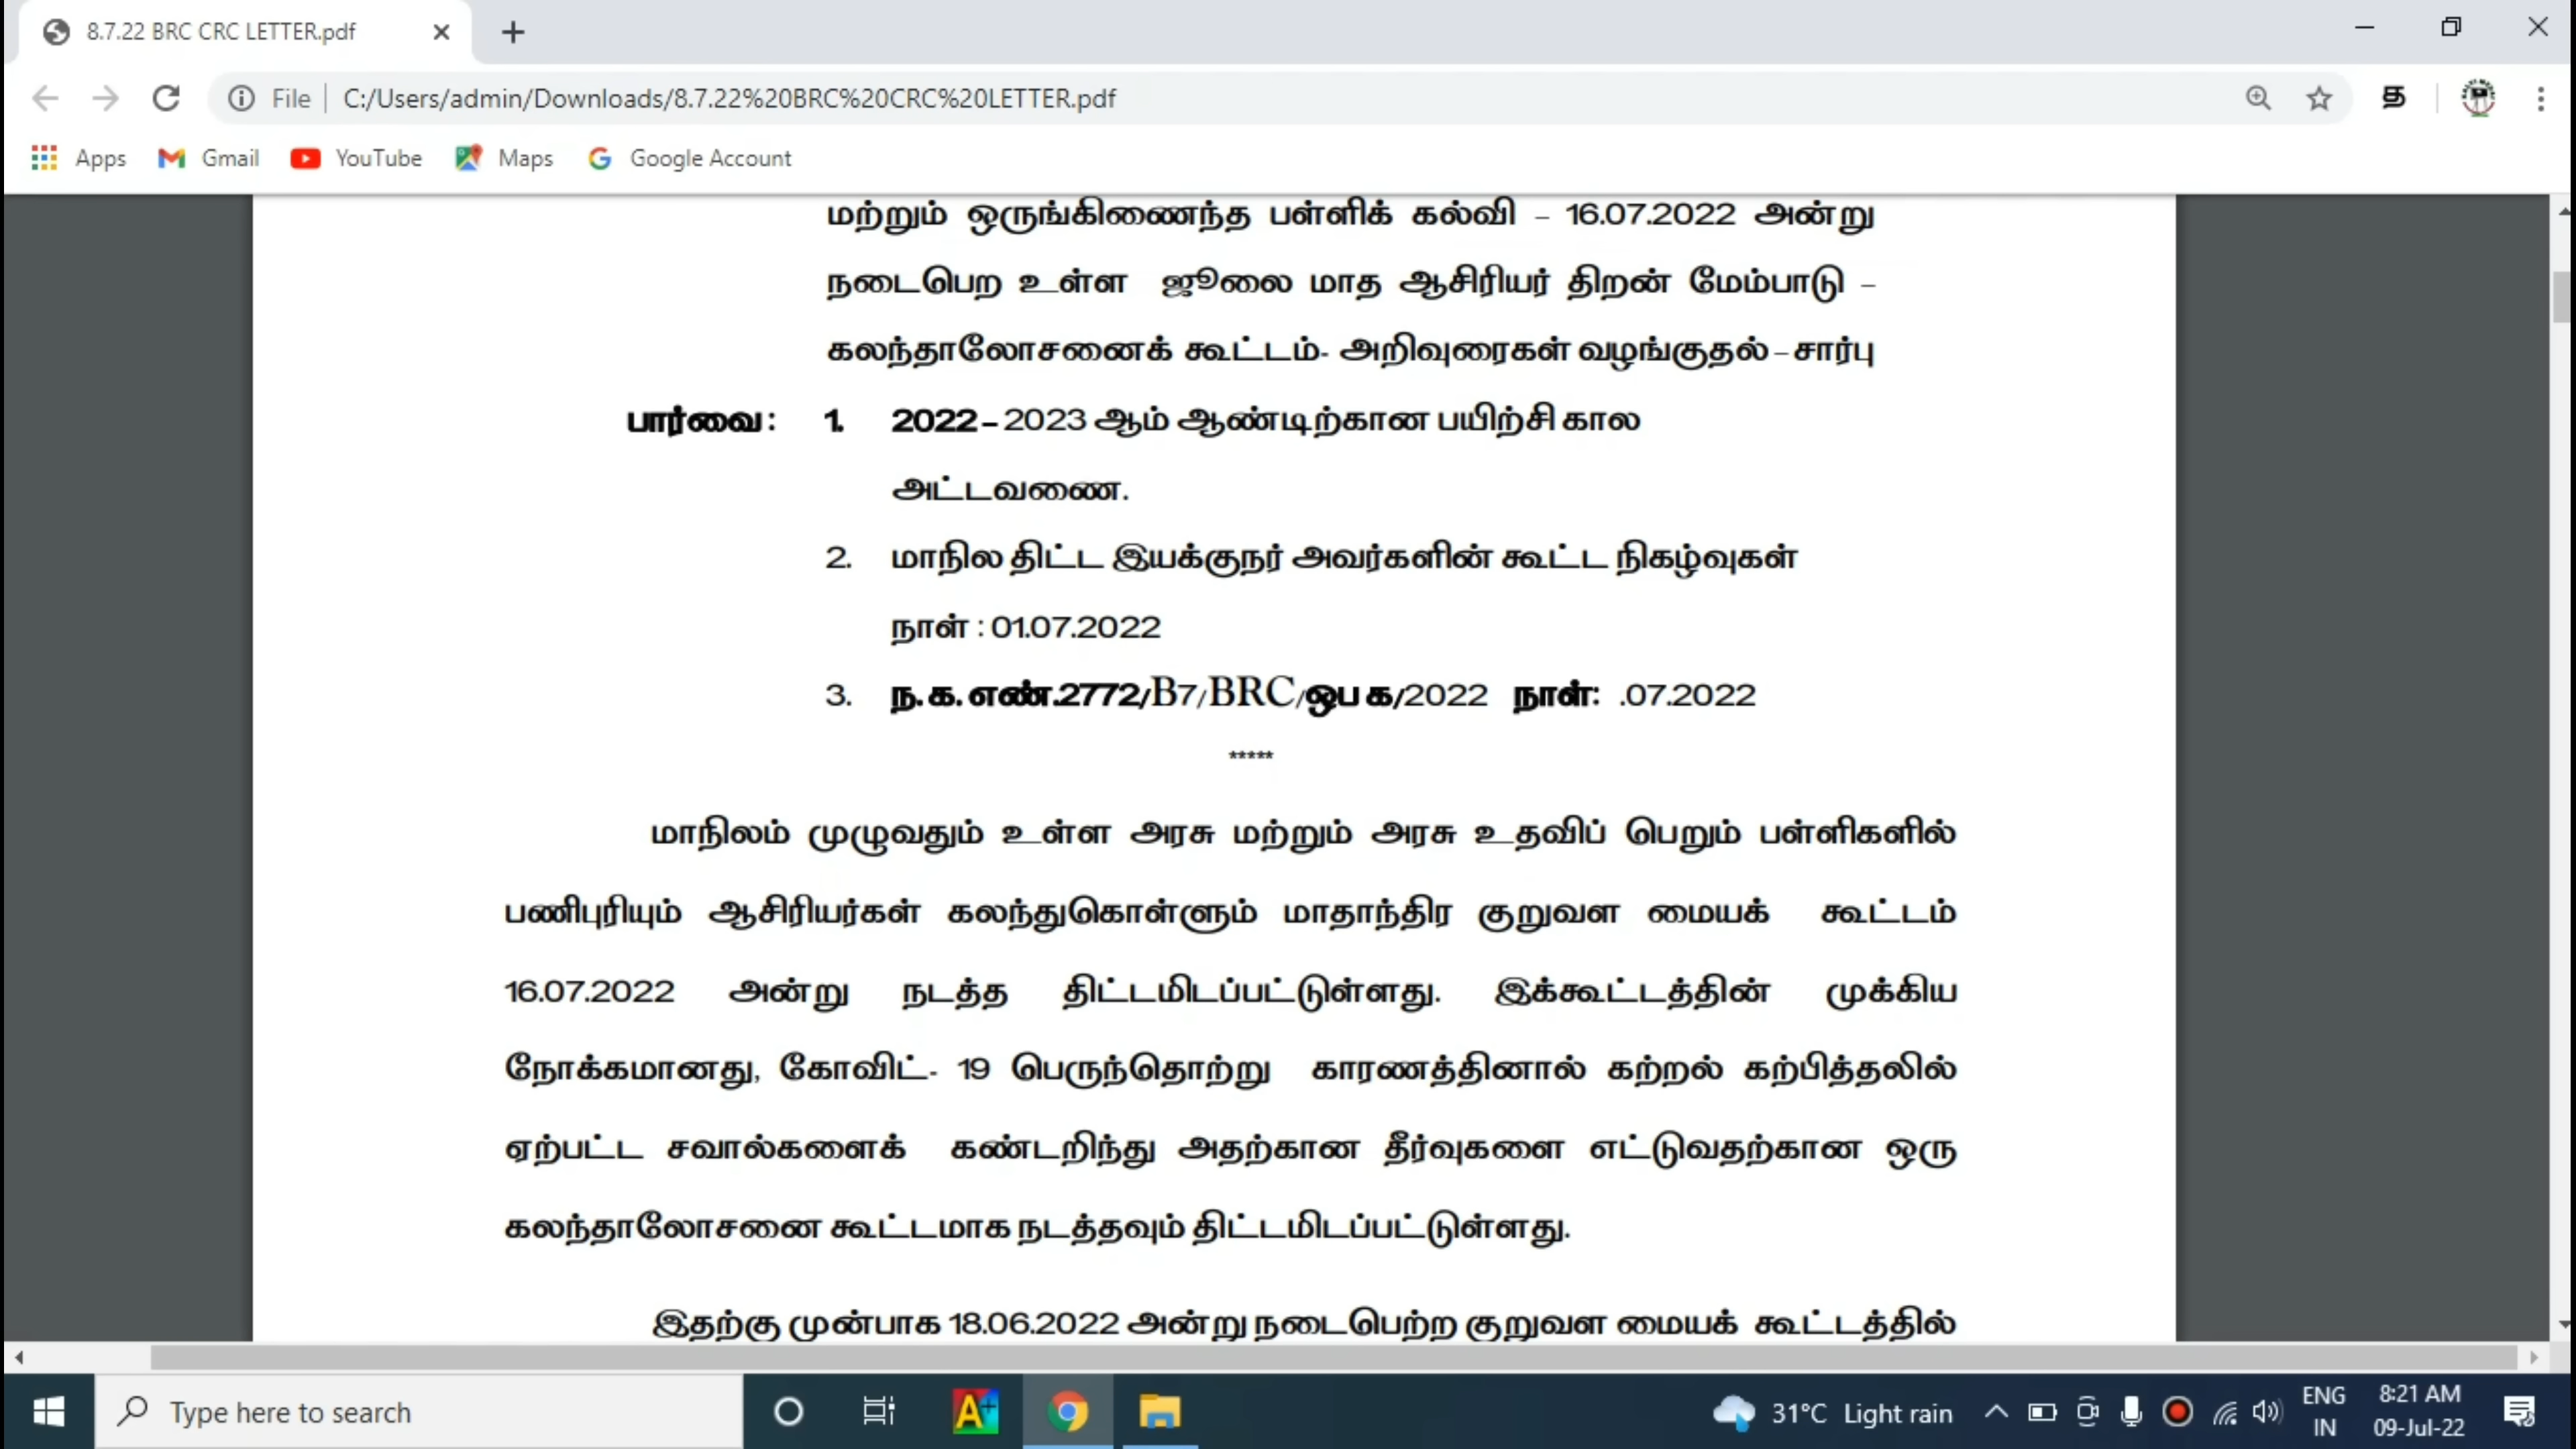 8.7.22 BRC CRC LETTER.pdf
File | C:/Users/admin/Downloads/8.7.22%20BRC%20CRC%20LETTER.pdf
த
Apps Gmail YouTube Maps Google Account
மற்றும் ஒருங்கிணைந்த பள்ளிக் கல்வி – 16.07.2022 அன்று
நடைபெற உள்ள ஜூலை மாத ஆசிரியர் திறன் மேம்பாடு –
கலந்தாலோசனைக் கூட்டம்- அறிவுரைகள் வழங்குதல் – சார்பு
பார்வை : 1. 2022 – 2023 ஆம் ஆண்டிற்கான பயிற்சி கால
அட்டவணை.
2. மாநில திட்ட இயக்குநர் அவர்களின் கூட்ட நிகழ்வுகள்
நாள் : 01.07.2022
3. ந.க.எண்.2772/B7/BRC/ஒபக/2022 நாள்: .07.2022
*****
மாநிலம் முழுவதும் உள்ள அரசு மற்றும் அரசு உதவிப் பெறும் பள்ளிகளில்
பணிபுரியும் ஆசிரியர்கள் கலந்துகொள்ளும் மாதாந்திர குறுவள மையக் கூட்டம்
16.07.2022 அன்று நடத்த திட்டமிடப்பட்டுள்ளது. இக்கூட்டத்தின் முக்கிய
நோக்கமானது, கோவிட்- 19 பெருந்தொற்று காரணத்தினால் கற்றல் கற்பித்தலில்
ஏற்பட்ட சவால்களைக் கண்டறிந்து அதற்கான தீர்வுகளை எட்டுவதற்கான ஒரு
கலந்தாலோசனை கூட்டமாக நடத்தவும் திட்டமிடப்பட்டுள்ளது.
இதற்கு முன்பாக 18.06.2022 அன்று நடைபெற்ற குறுவள மையக் கூட்டத்தில்
Type here to search A+ 31°C Light rain ENG 8:21 AM
IN 09-Jul-22